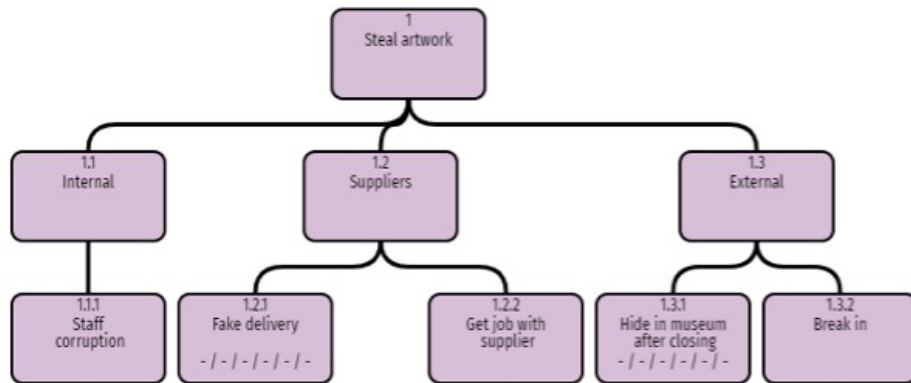 1
Steal artwork
1.1
Internal
1.2
Suppliers
1.3
External
1.1.1
Staff
corruption
1.2.1
Fake delivery
- / - / - / - / - / -
1.2.2
Get job with
supplier
1.3.1
Hide in museum
after closing
- / - / - / - / - / -
1.3.2
Break in